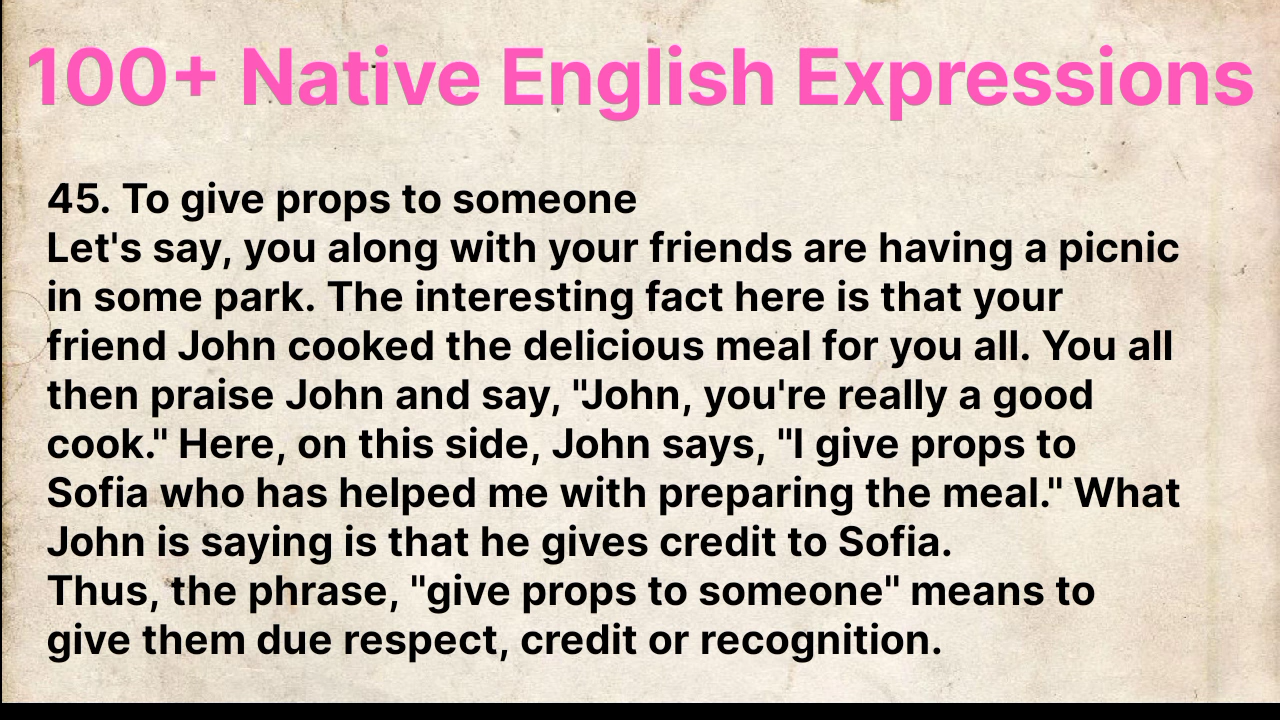 100+ Native English Expressions
45. To give props to someone
Let's say, you along with your friends are having a picnic
in some park. The interesting fact here is that your
friend John cooked the delicious meal for you all. You all
then praise John and say, "John, you're really a good
cook." Here, on this side, John says, "I give props to
Sofia who has helped me with preparing the meal." What
John is saying is that he gives credit to Sofia.
Thus, the phrase, "give props to someone" means to
give them due respect, credit or recognition.